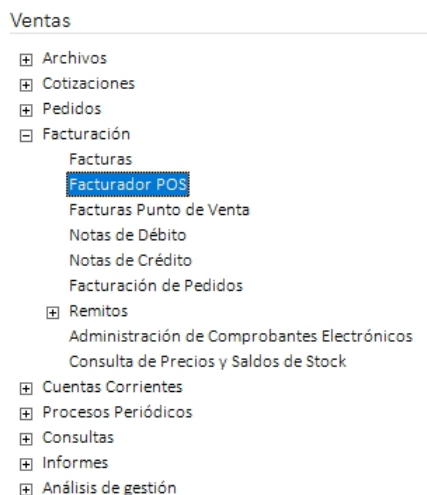 Ventas
Archivos
Cotizaciones
Pedidos
Facturación
Facturas
Facturador POS
Facturas Punto de Venta
Notas de Débito
Notas de Crédito
Facturación de Pedidos
Remitos
Administración de Comprobantes Electrónicos
Consulta de Precios y Saldos de Stock
Cuentas Corrientes
Procesos Periódicos
Consultas
Informes
Análisis de gestión